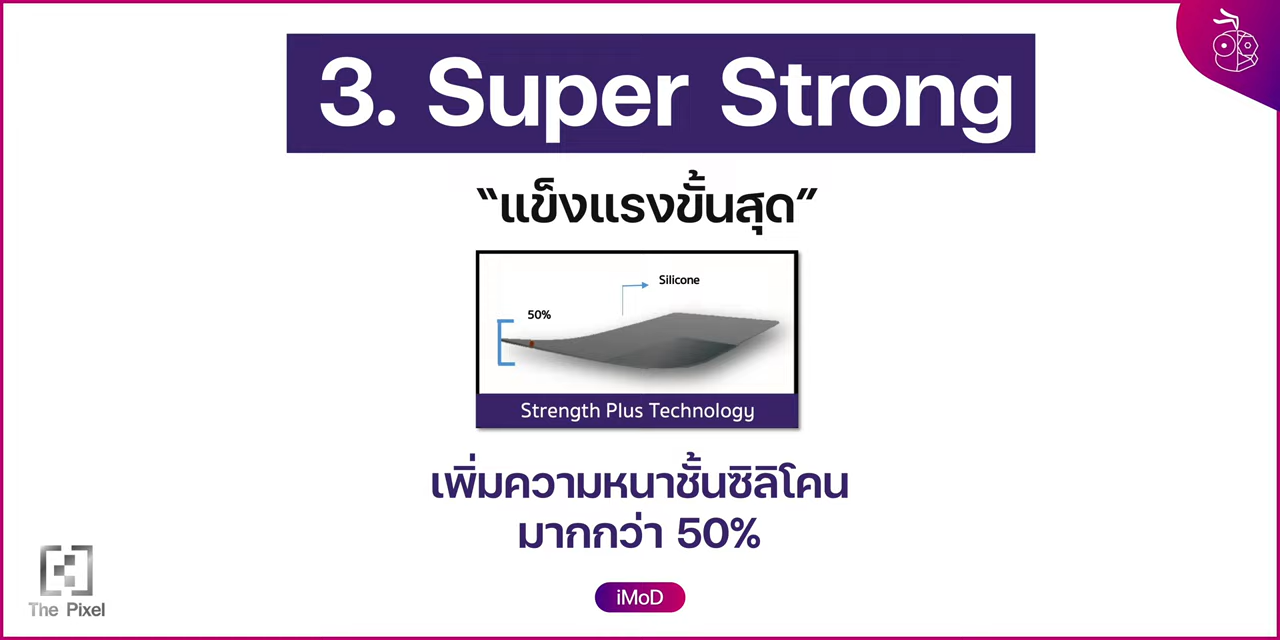 3. Super Strong
“แข็งแรงขั้นสุด”
Silicone
50%
Strength Plus Technology
เพิ่มความหนาชั้นซิลิโคน
มากกว่า 50%
The Pixel
iMoD